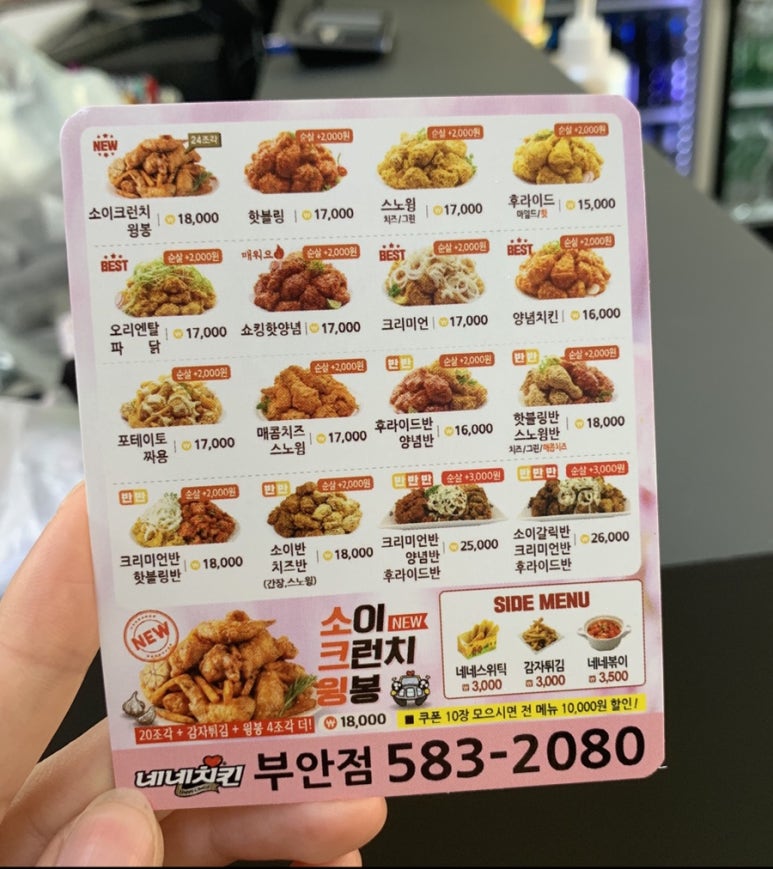 NEW
24조각
소이크런치
윙봉
₩ 18,000
순살 +2,000원
핫블링
₩ 17,000
순살 +2,000원
스노윙
치즈/그린
₩ 17,000
순살 +2,000원
후라이드
마일드/핫
₩ 15,000
BEST
순살 +2,000원
오리엔탈
파 닭
₩ 17,000
매워요
순살 +2,000원
쇼킹핫양념
₩ 17,000
BEST
순살 +2,000원
크리미언
₩ 17,000
BEST
순살 +2,000원
양념치킨
₩ 16,000
순살 +2,000원
포테이토
짜용
₩ 17,000
순살 +2,000원
매콤치즈
스노윙
₩ 17,000
반반
순살 +2,000원
후라이드반
양념반
₩ 16,000
반반
순살 +2,000원
핫블링반
스노윙반
치즈/그린/매콤치즈
₩ 18,000
반반
순살 +2,000원
크리미언반
핫블링반
₩ 18,000
반반
순살 +2,000원
소이반
치즈반
(간장,스노윙)
₩ 18,000
반반반
순살 +3,000원
크리미언반
양념반
후라이드반
₩ 25,000
반반반
순살 +3,000원
소이갈릭반
크리미언반
후라이드반
₩ 26,000
NEW
소이 NEW
크런치
윙봉
20조각 + 감자튀김 + 윙봉 4조각 더!
₩ 18,000
SIDE MENU
네네스위틱
₩ 3,000
감자튀김
₩ 3,000
네네볶이
₩ 3,500
■ 쿠폰 10장 모으시면 전 메뉴 10,000원 할인!
네네치킨 부안점 583-2080